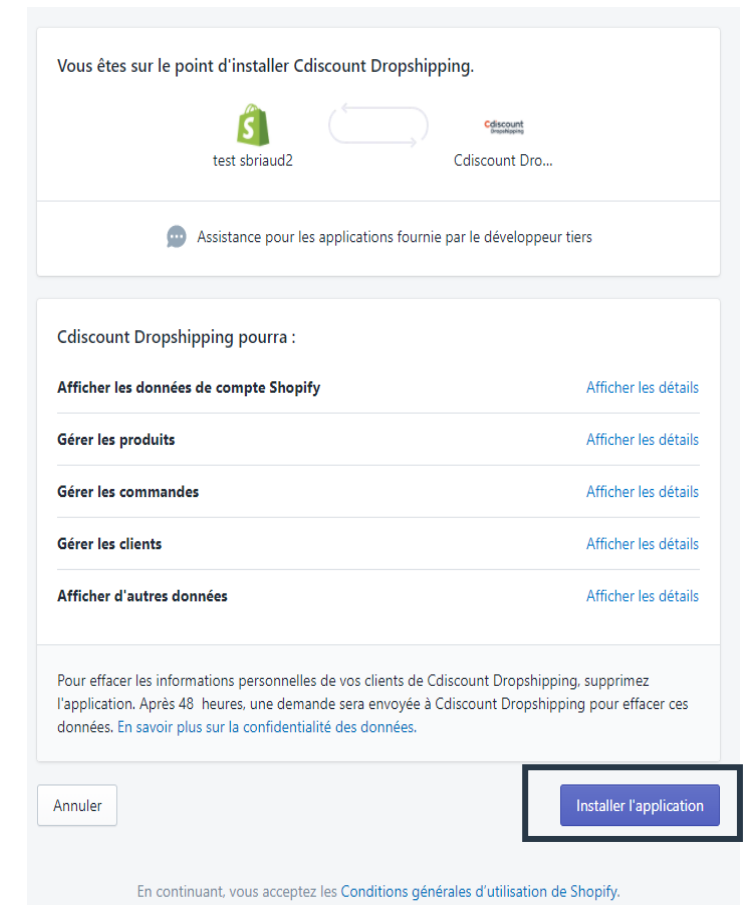 Vous êtes sur le point d'installer Cdiscount Dropshipping.
Cdiscount
Dropshipping
test sbriaud2
Cdiscount Dro...
Assistance pour les applications fournie par le développeur tiers
Cdiscount Dropshipping pourra :
Afficher les données de compte Shopify
Afficher les détails
Gérer les produits
Afficher les détails
Gérer les commandes
Afficher les détails
Gérer les clients
Afficher les détails
Afficher d'autres données
Afficher les détails
Pour effacer les informations personnelles de vos clients de Cdiscount Dropshipping, supprimez
l'application. Après 48 heures, une demande sera envoyée à Cdiscount Dropshipping pour effacer ces
données. En savoir plus sur la confidentialité des données.
Annuler
Installer l'application
En continuant, vous acceptez les Conditions générales d'utilisation de Shopify.